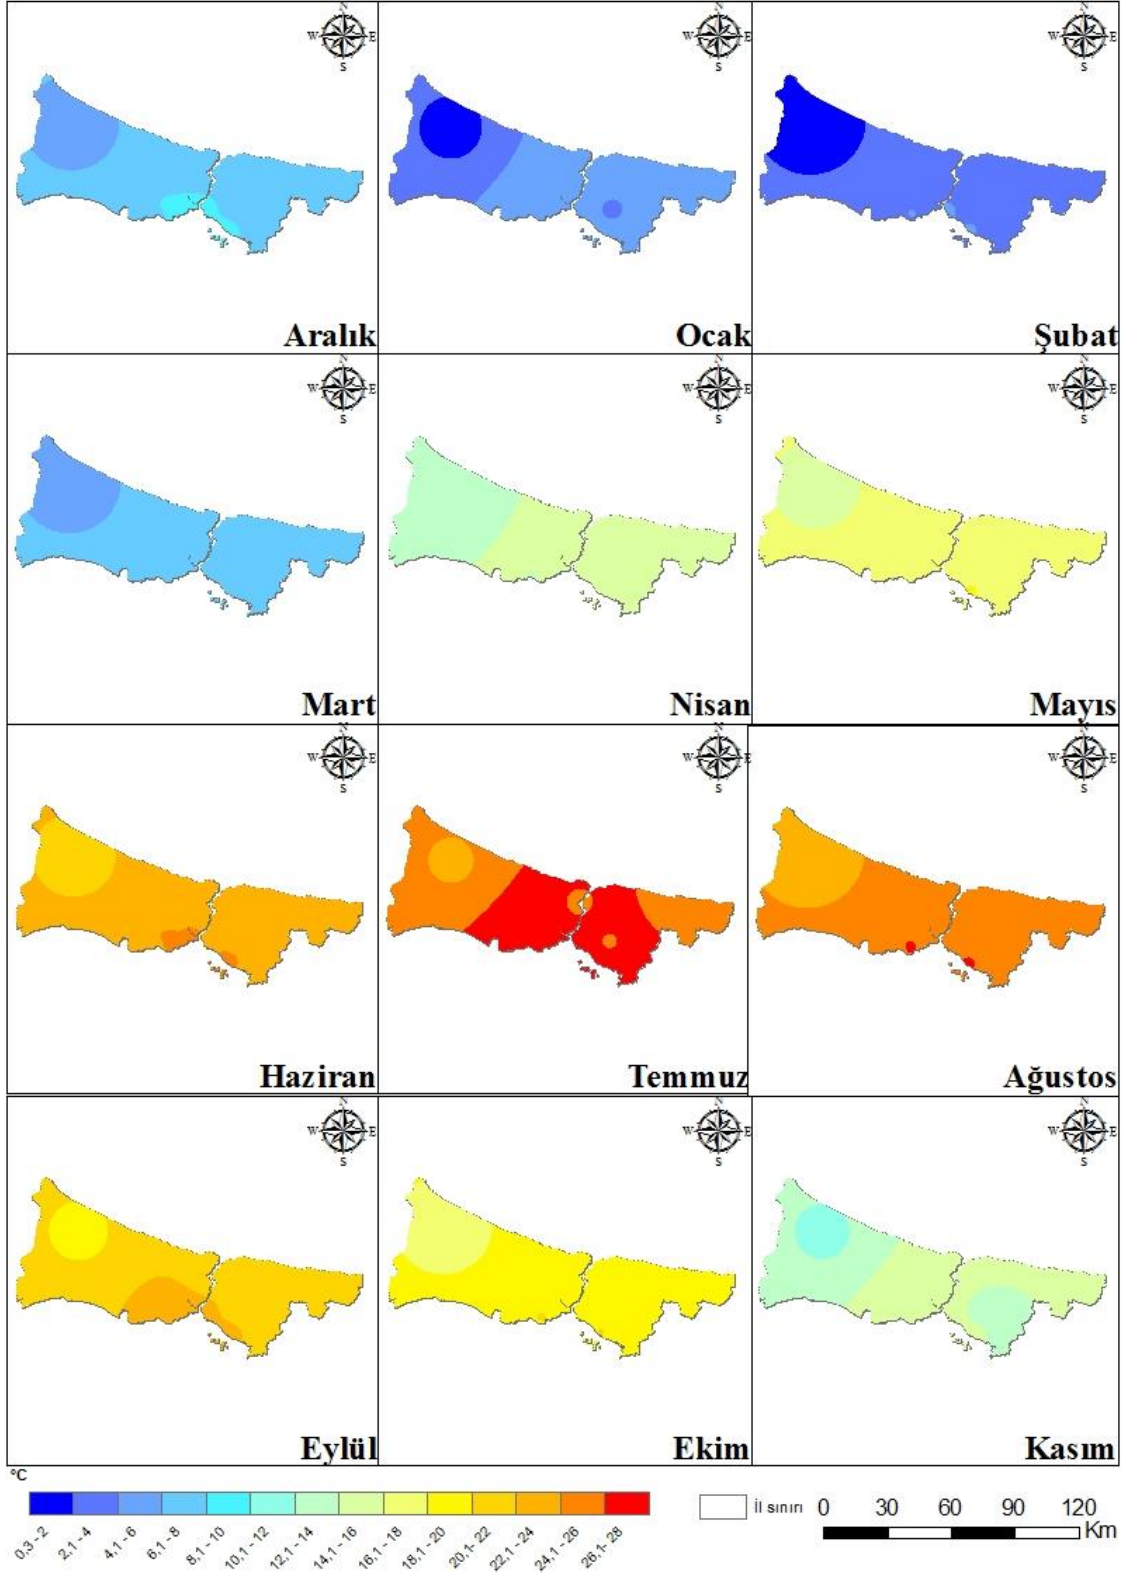 N
W E
S
N
W E
S
N
W E
S
Aralık
Ocak
Şubat
N
W E
S
N
W E
S
N
W E
S
Mart
Nisan
Mayıs
N
W E
S
N
W E
S
N
W E
S
Haziran
Temmuz
Ağustos
N
W E
S
N
W E
S
N
W E
S
Eylül
Ekim
Kasım
°C
0,3 - 2
2,1 - 4
4,1 - 6
6,1 - 8
8,1 - 10
10,1 - 12
12,1 - 14
14,1 - 16
16,1 - 18
18,1 - 20
20,1- 22
22,1 - 24
24,1 - 26
26,1- 28
İl sınırı
0 30 60 90 120
Km